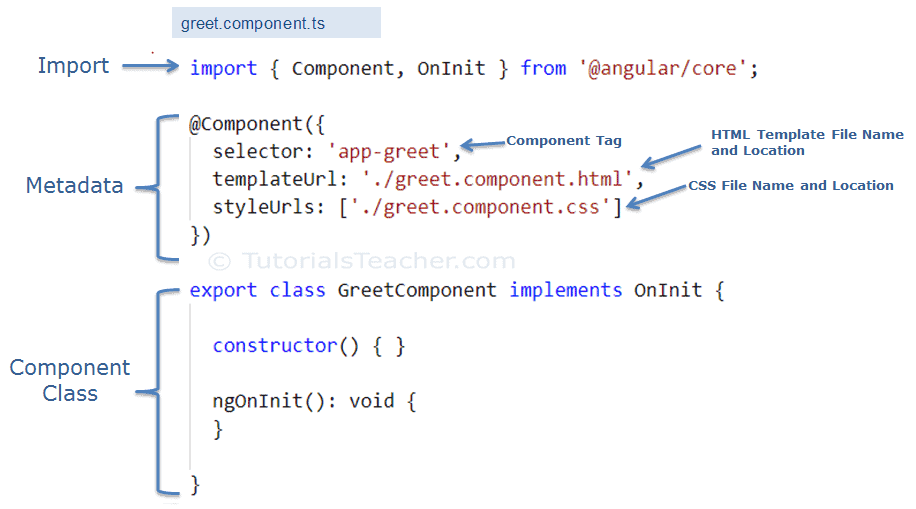 greet.component.ts
Import
import { Component, OnInit } from '@angular/core';
Metadata
@Component({
selector: 'app-greet',
Component Tag
templateUrl: './greet.component.html',
HTML Template File Name
and Location
styleUrls: ['./greet.component.css']
CSS File Name and Location
})
© TutorialsTeacher.com
Component
Class
export class GreetComponent implements OnInit {
constructor() { }
ngOnInit(): void {
}
}